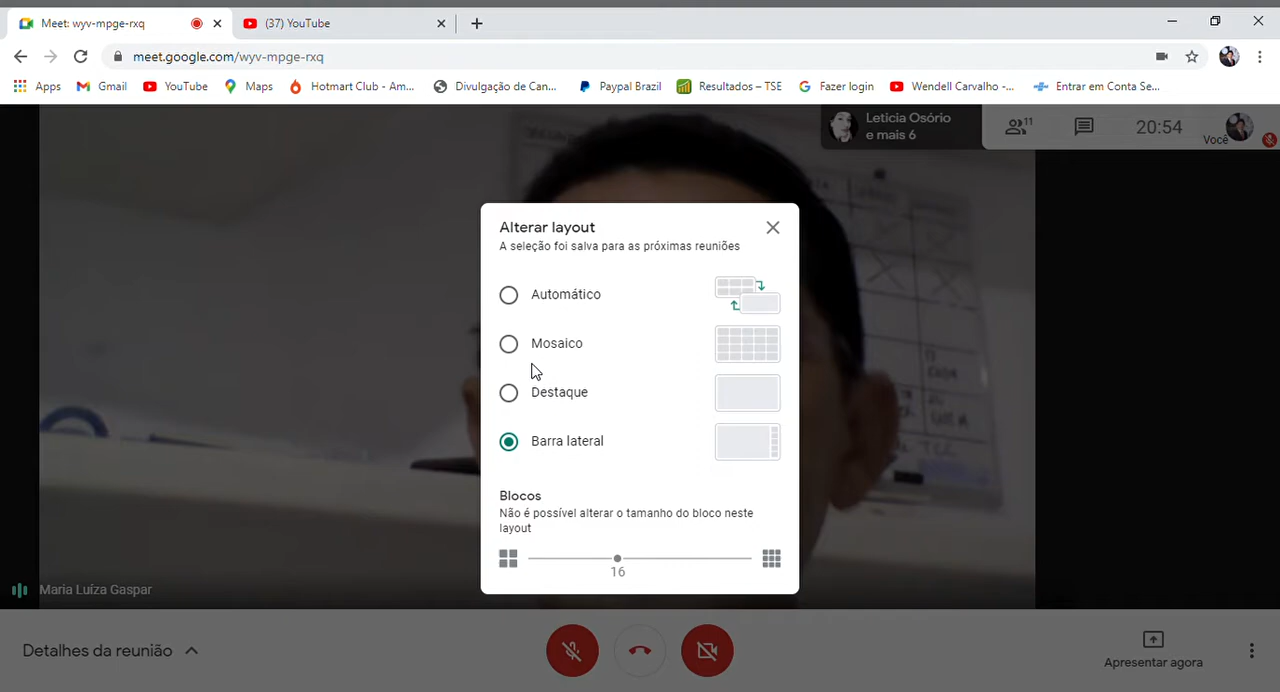 Meet: wyv-mpge-rxq
(37) YouTube
meet.google.com/wyv-mpge-rxq
Apps
Gmail
YouTube
Maps
Hotmart Club - Am...
Divulgação de Can...
Paypal Brazil
Resultados – TSE
Fazer login
Wendell Carvalho -...
Entrar em Conta Se...
Leticia Osório
e mais 6
11
20:54
Você
Alterar layout
A seleção foi salva para as próximas reuniões
Automático
Mosaico
Destaque
Barra lateral
Blocos
Não é possível alterar o tamanho do bloco neste
layout
16
Maria Luíza Gaspar
Detalhes da reunião
Apresentar agora